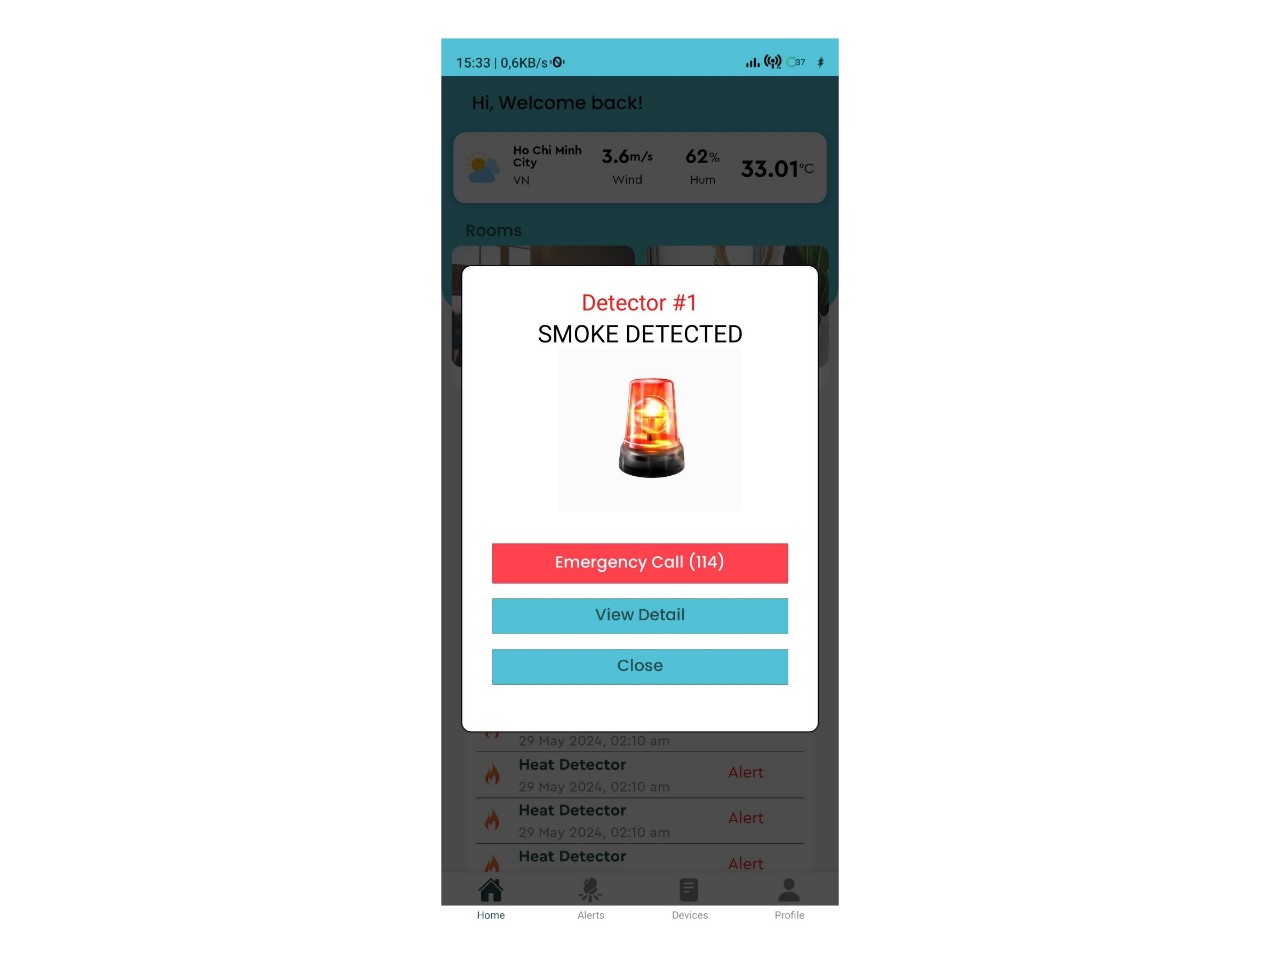 15:33 | 0,6KB/s
37
Hi, Welcome back!
Ho Chi Minh
City
VN
3.6m/s
Wind
62%
Hum
33.01°C
Rooms
Detector #1
SMOKE DETECTED
Emergency Call (114)
View Detail
Close
29 May 2024, 02:10 am
Heat Detector
Alert
29 May 2024, 02:10 am
Heat Detector
Alert
29 May 2024, 02:10 am
Heat Detector
Alert
Home
Alerts
Devices
Profile